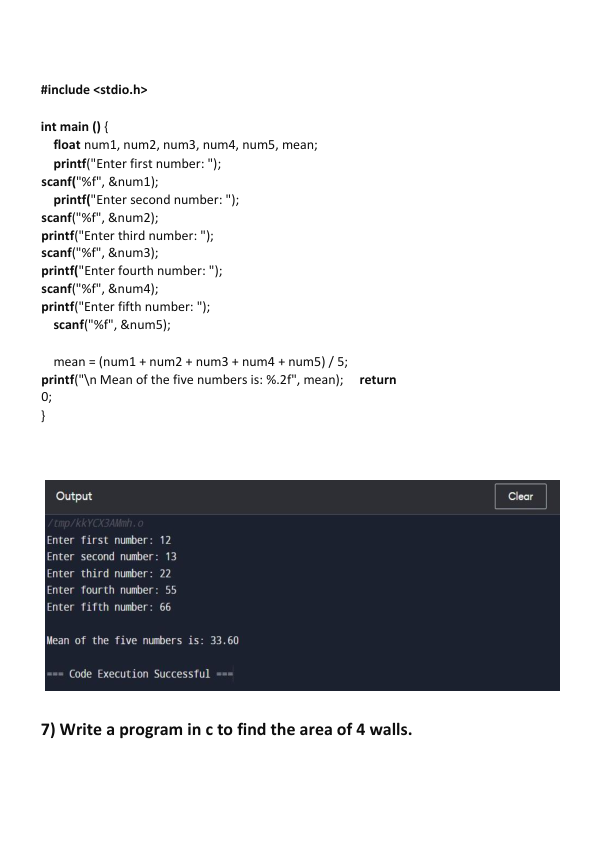 #include <stdio.h>
int main () {
float num1, num2, num3, num4, num5, mean;
printf("Enter first number: ");
scanf("%f", &num1);
printf("Enter second number: ");
scanf("%f", &num2);
printf("Enter third number: ");
scanf("%f", &num3);
printf("Enter fourth number: ");
scanf("%f", &num4);
printf("Enter fifth number: ");
scanf("%f", &num5);
mean = (num1 + num2 + num3 + num4 + num5) / 5;
printf("\n Mean of the five numbers is: %.2f", mean); return
0;
}
Output Clear
/tmp/kkYCX3AMmh.o
Enter first number: 12
Enter second number: 13
Enter third number: 22
Enter fourth number: 55
Enter fifth number: 66
Mean of the five numbers is: 33.60
=== Code Execution Successful ===
7) Write a program in c to find the area of 4 walls.